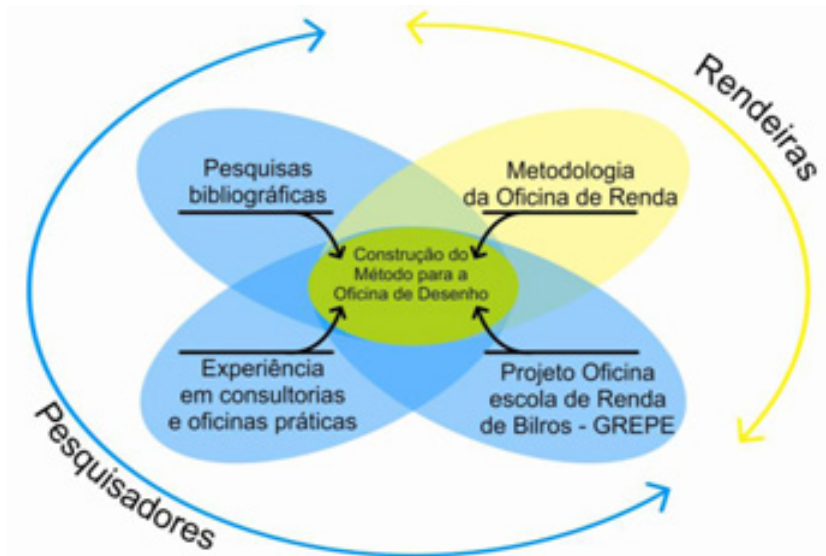 Rendeiras
Pesquisas
bibliográficas
Metodologia
da Oficina de Renda
Construção do
Método para a
Oficina de Desenho
Experiência
em consultorias
e oficinas práticas
Projeto Oficina
escola de Renda
de Bilros - GREPE
Pesquisadores